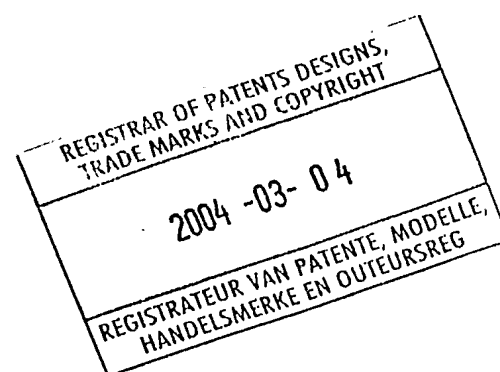 REGISTRAR OF PATENTS DESIGNS,
TRADE MARKS AND COPYRIGHT
2004 -03- 04
REGISTRATEUR VAN PATENTE, MODELLE,
HANDELSMERKE EN OUTEURSREG